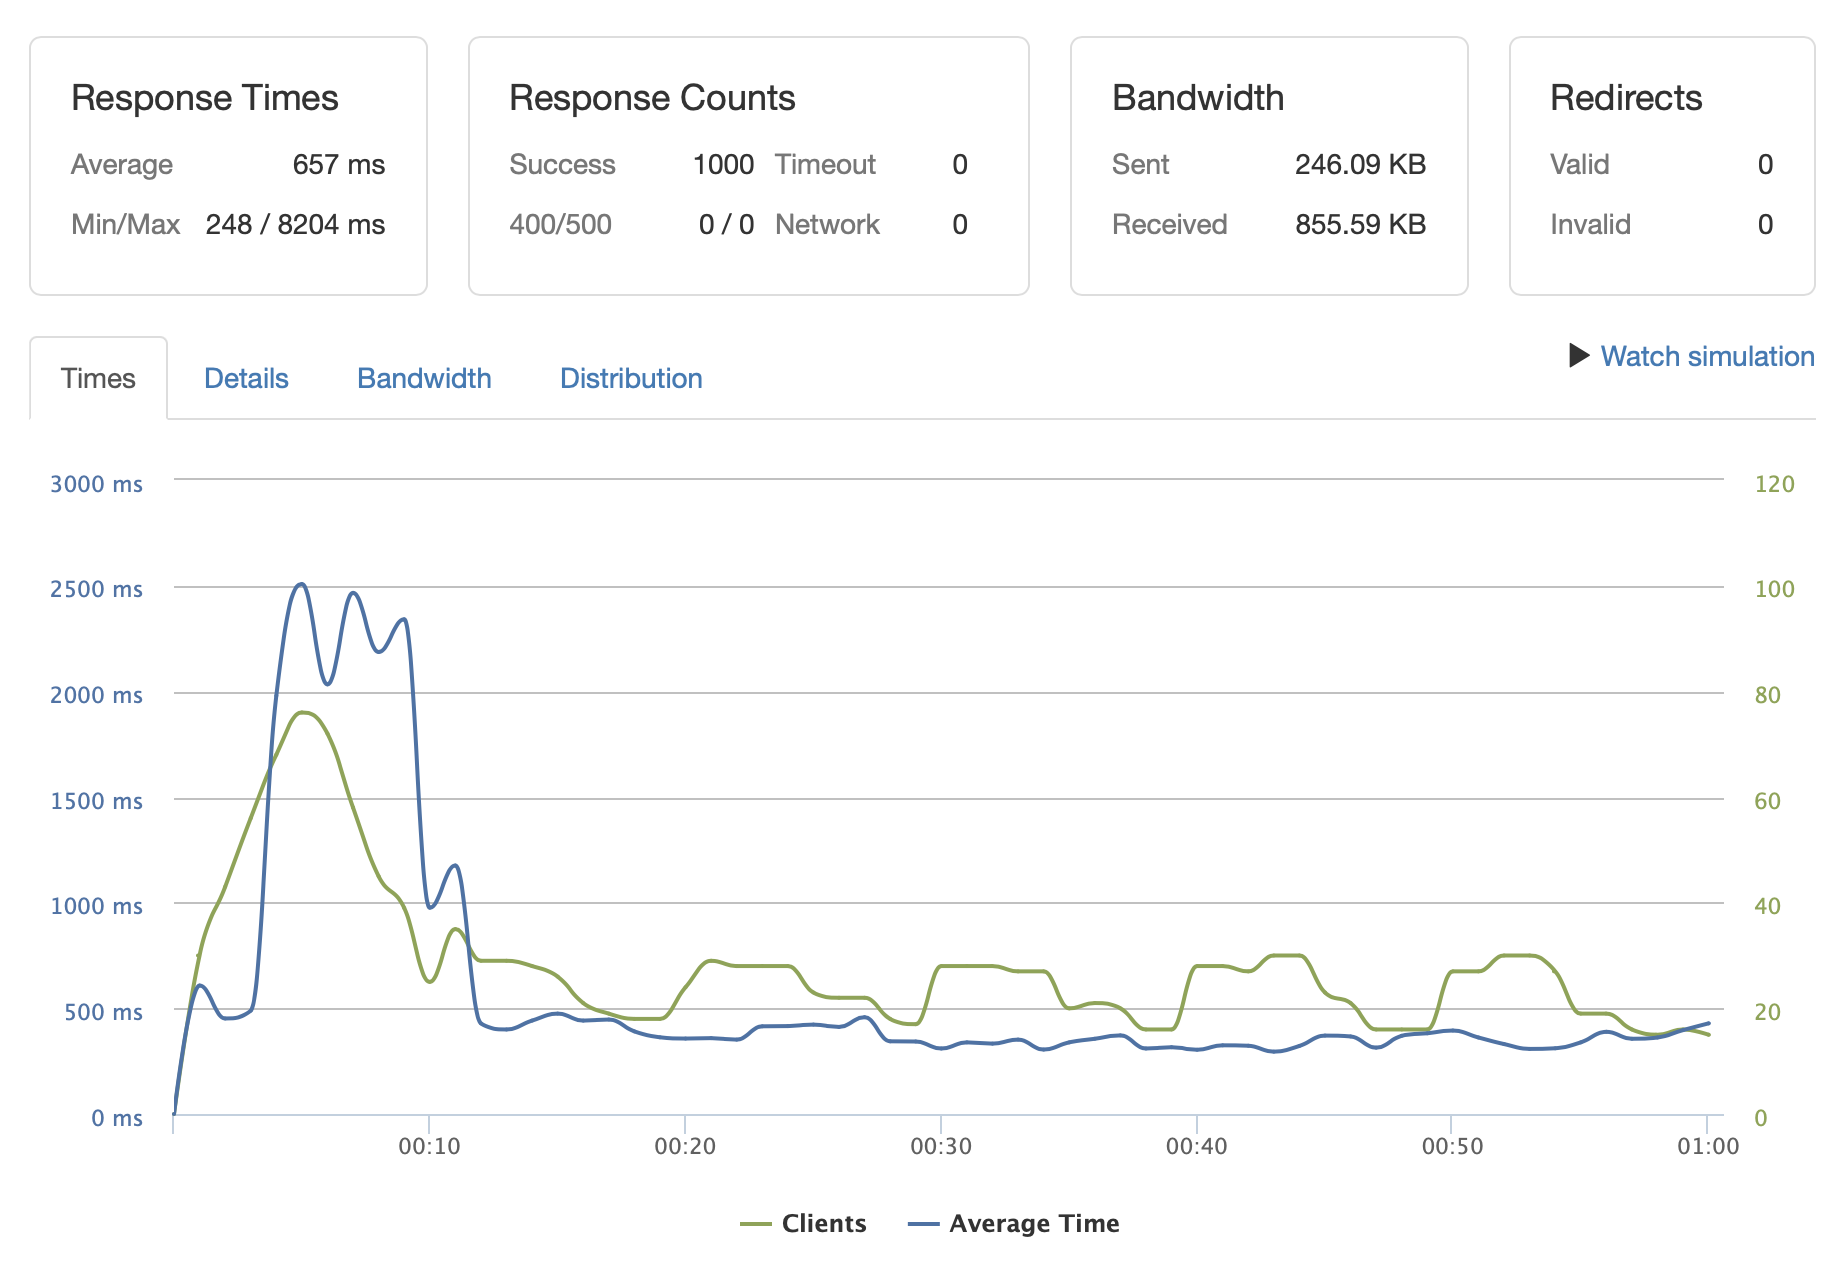 Response Times
Average 657 ms
Min/Max 248 / 8204 ms
Response Counts
Success 1000 Timeout 0
400/500 0 / 0 Network 0
Bandwidth
Sent 246.09 KB
Received 855.59 KB
Redirects
Valid 0
Invalid 0
Times Details Bandwidth Distribution
Watch simulation
3000 ms 120
2500 ms 100
2000 ms 80
1500 ms 60
1000 ms 40
500 ms 20
0 ms 0
00:10 00:20 00:30 00:40 00:50 01:00
Clients Average Time